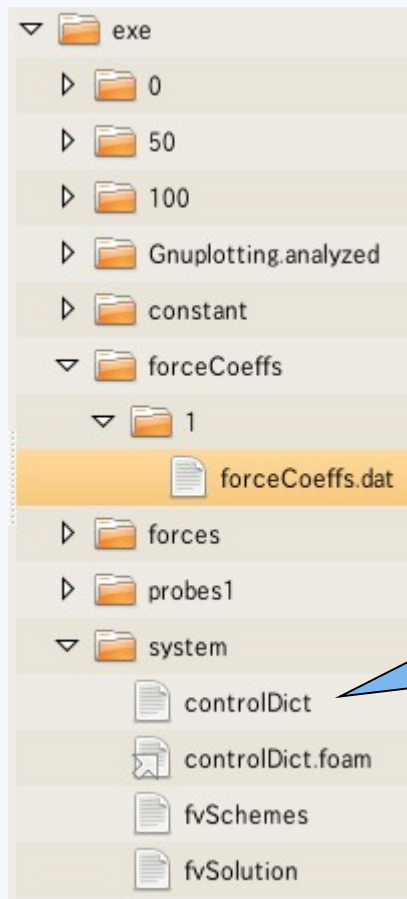 exe
0
50
100
Gnuplotting.analyzed
constant
forceCoeffs
1
forceCoeffs.dat
forces
probes1
system
controlDict
controlDict.foam
fvSchemes
fvSolution